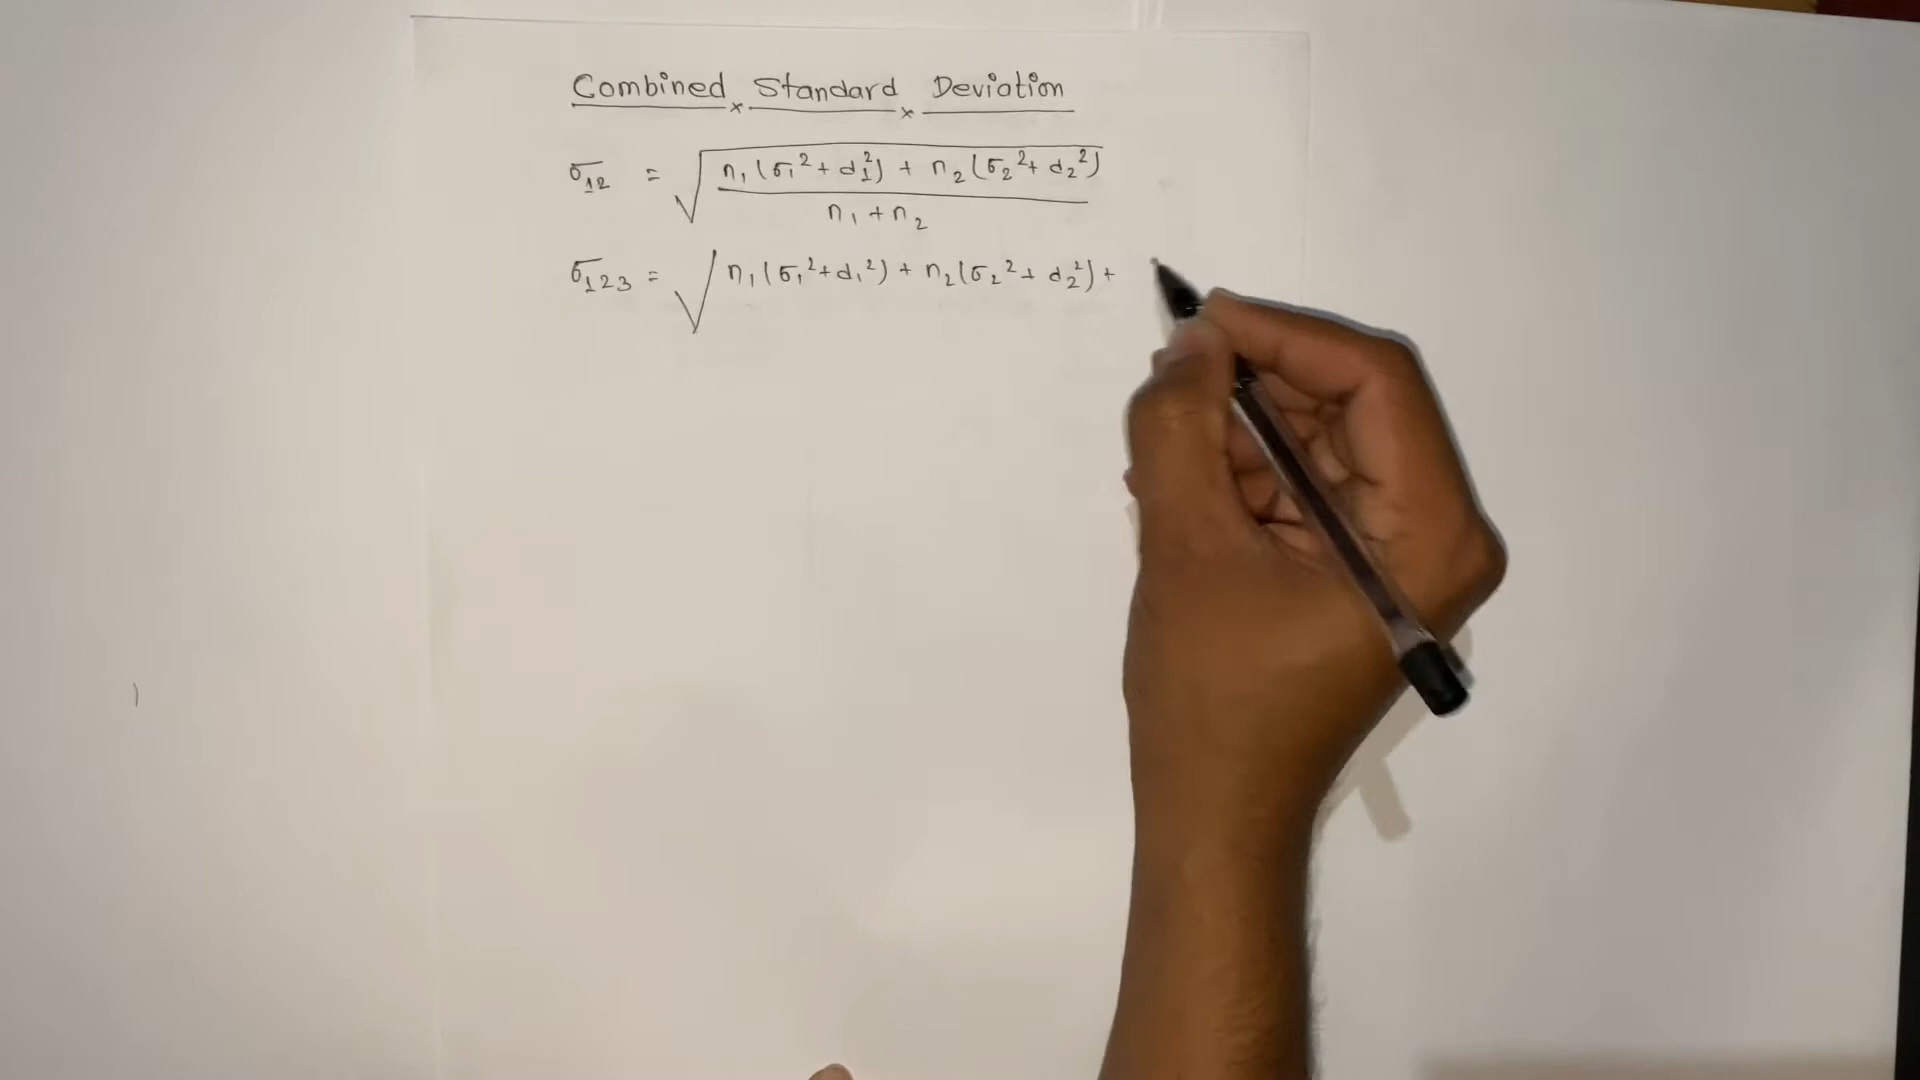 Combined × Standard × Deviation
σ₁₂ = √((n₁(σ₁² + d₁²) + n₂(σ₂² + d₂²)) / (n₁ + n₂))
σ₁₂₃ = √(n₁(σ₁² + d₁²) + n₂(σ₂² + d₂²) +